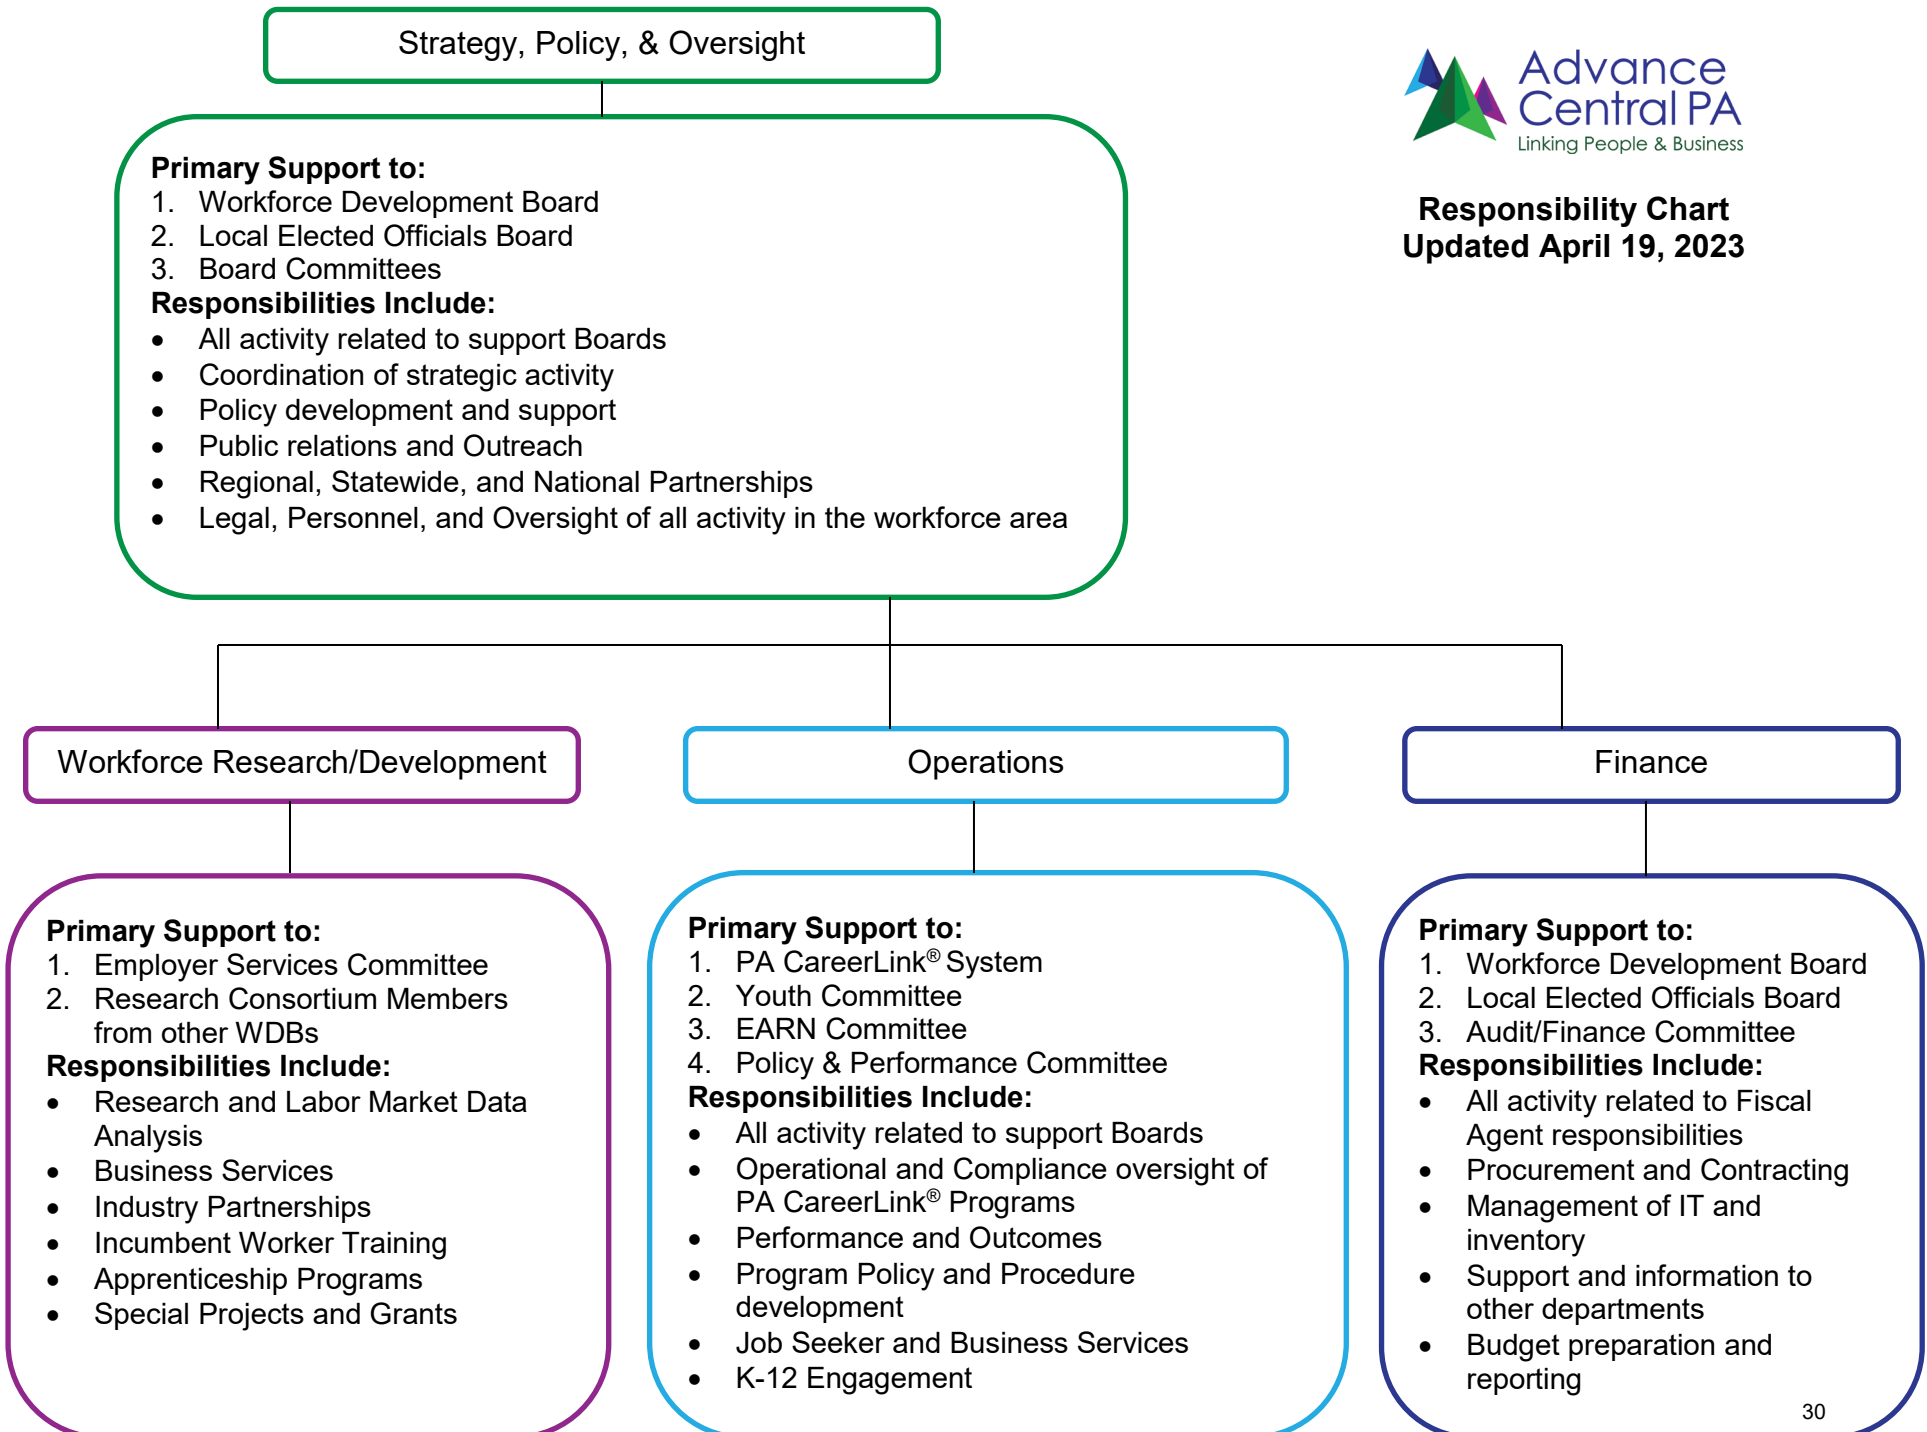 Strategy, Policy, & Oversight
Advance
Central PA
Linking People & Business
Responsibility Chart
Updated April 19, 2023
Primary Support to:
1. Workforce Development Board
2. Local Elected Officials Board
3. Board Committees
Responsibilities Include:
• All activity related to support Boards
• Coordination of strategic activity
• Policy development and support
• Public relations and Outreach
• Regional, Statewide, and National Partnerships
• Legal, Personnel, and Oversight of all activity in the workforce area
Workforce Research/Development
Primary Support to:
1. Employer Services Committee
2. Research Consortium Members
from other WDBs
Responsibilities Include:
• Research and Labor Market Data
Analysis
• Business Services
• Industry Partnerships
• Incumbent Worker Training
• Apprenticeship Programs
• Special Projects and Grants
Operations
Primary Support to:
1. PA CareerLink® System
2. Youth Committee
3. EARN Committee
4. Policy & Performance Committee
Responsibilities Include:
• All activity related to support Boards
• Operational and Compliance oversight of
PA CareerLink® Programs
• Performance and Outcomes
• Program Policy and Procedure
development
• Job Seeker and Business Services
• K-12 Engagement
Finance
Primary Support to:
1. Workforce Development Board
2. Local Elected Officials Board
3. Audit/Finance Committee
Responsibilities Include:
• All activity related to Fiscal
Agent responsibilities
• Procurement and Contracting
• Management of IT and
inventory
• Support and information to
other departments
• Budget preparation and
reporting
30